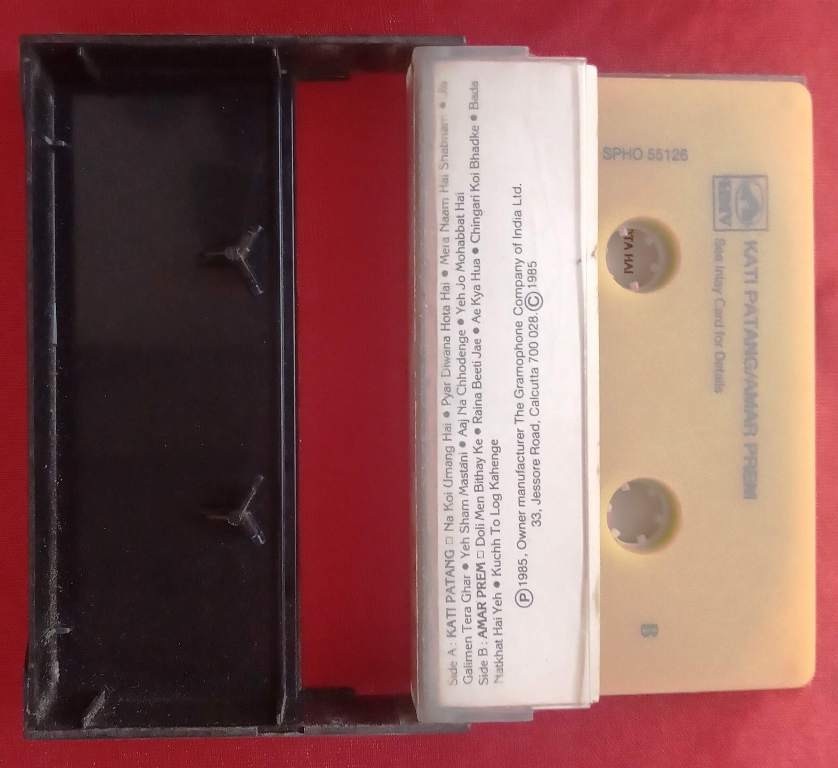 Side A : KATI PATANG □ Na Koi Umang Hai ● Pyar Diwana Hota Hai ● Mera Naam Hai Shabnam ● Jis
Galimen Tera Ghar ● Yeh Sham Mastani ● Aaj Na Chhodenge ● Yeh Jo Mohabbat Hai
Side B : AMAR PREM □ Doli Men Bithay Ke ● Raina Beeti Jae ● Ae Kya Hua ● Chingari Koi Bhadke ● Bada
Natkhat Hai Yeh ● Kuchh To Log Kahenge
Ⓟ 1985, Owner manufacturer The Gramophone Company of India Ltd.
33, Jessore Road, Calcutta 700 028. Ⓒ 1985
SPHO 55126
HMV
KATI PATANG/AMAR PREM
See Inlay Card for Details
HAI
B